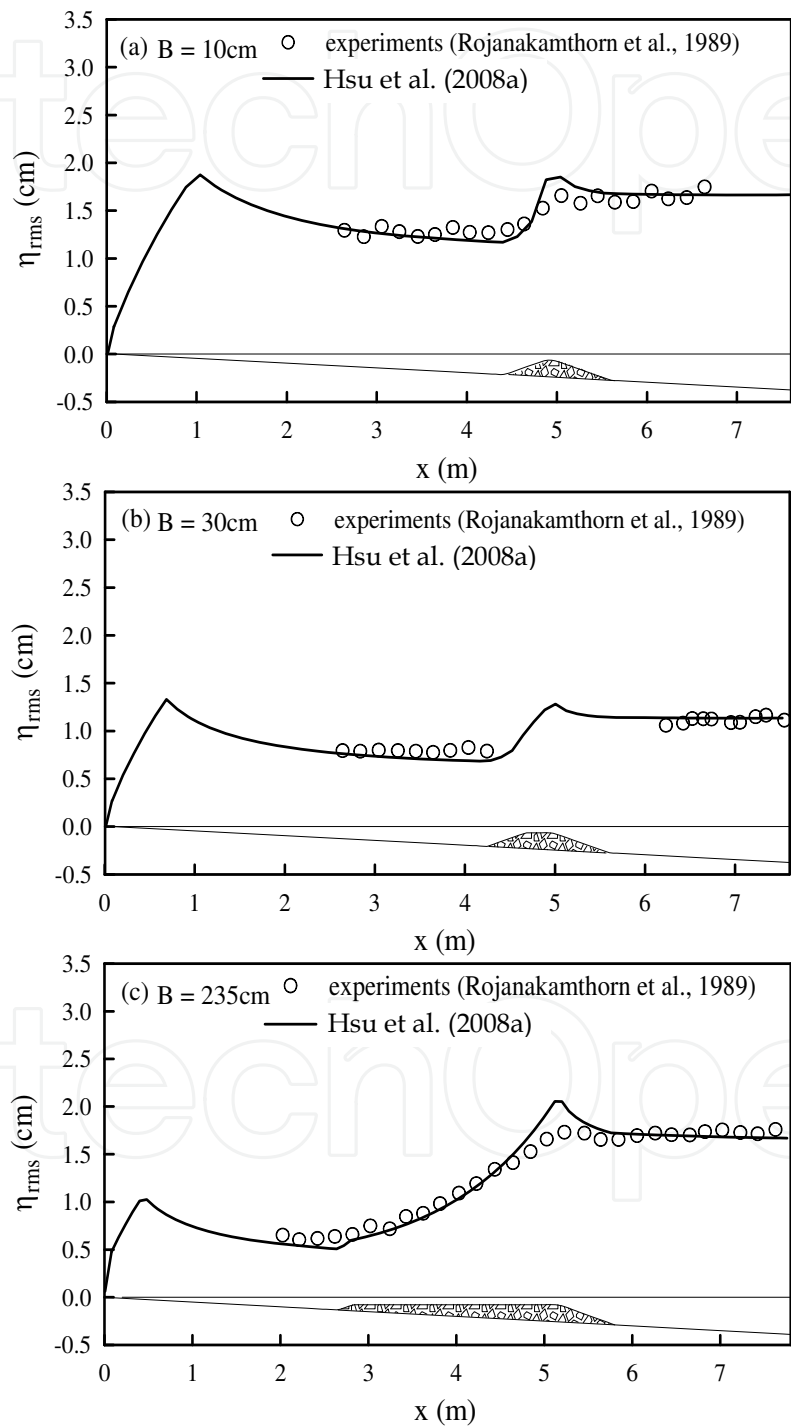 3.5
(a) B = 10cm experiments (Rojanakamthorn et al., 1989)
3.0
Hsu et al. (2008a)
2.5
2.0
1.5
1.0
0.5
0.0
-0.5
ηrms (cm)
0 1 2 3 4 5 6 7
x (m)
3.5
(b) B = 30cm experiments (Rojanakamthorn et al., 1989)
3.0
Hsu et al. (2008a)
2.5
2.0
1.5
1.0
0.5
0.0
-0.5
ηrms (cm)
0 1 2 3 4 5 6 7
x (m)
3.5
(c) B = 235cm experiments (Rojanakamthorn et al., 1989)
3.0
Hsu et al. (2008a)
2.5
2.0
1.5
1.0
0.5
0.0
-0.5
ηrms (cm)
0 1 2 3 4 5 6 7
x (m)
techOpe
techOpe